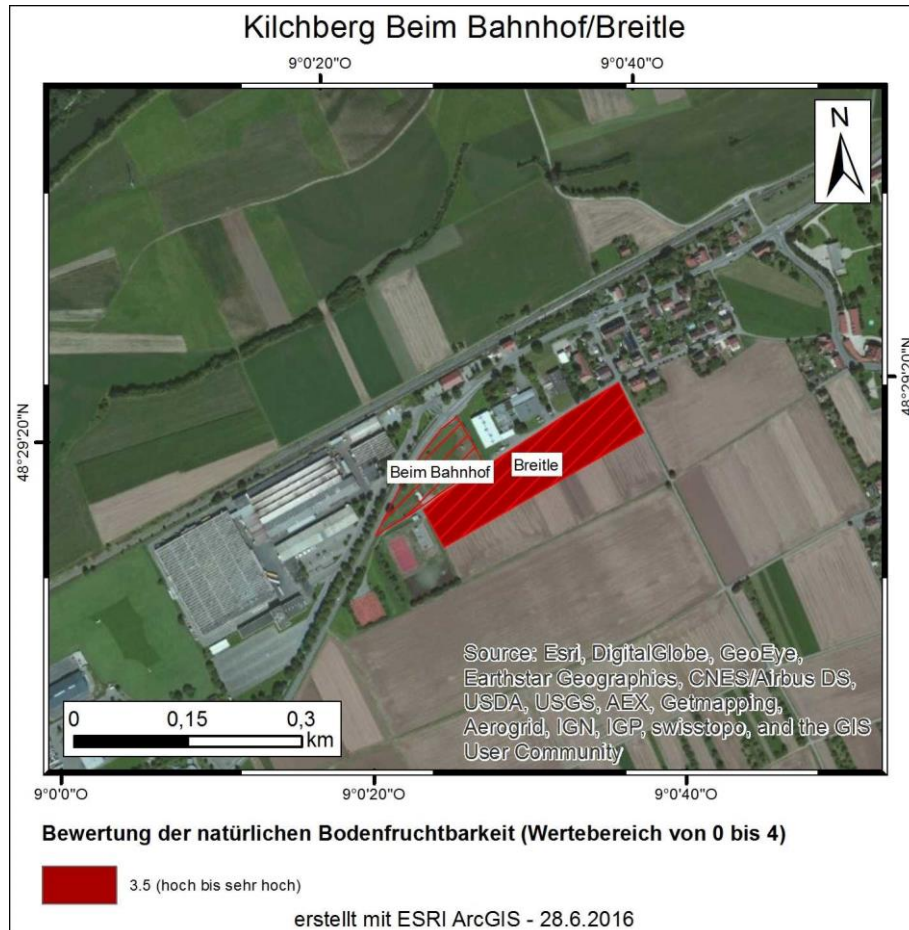 Kilchberg Beim Bahnhof/Breitle
9°0'20"O
9°0'40"O
N
48°29'20"N
48°29'20"N
Beim Bahnhof
Breitle
Source: Esri, DigitalGlobe, GeoEye,
Earthstar Geographics, CNES/Airbus DS,
USDA, USGS, AEX, Getmapping,
Aerogrid, IGN, IGP, swisstopo, and the GIS
User Community
0 0,15 0,3
km
9°0'0"O
9°0'20"O
9°0'40"O
Bewertung der natürlichen Bodenfruchtbarkeit (Wertebereich von 0 bis 4)
3.5 (hoch bis sehr hoch)
erstellt mit ESRI ArcGIS - 28.6.2016